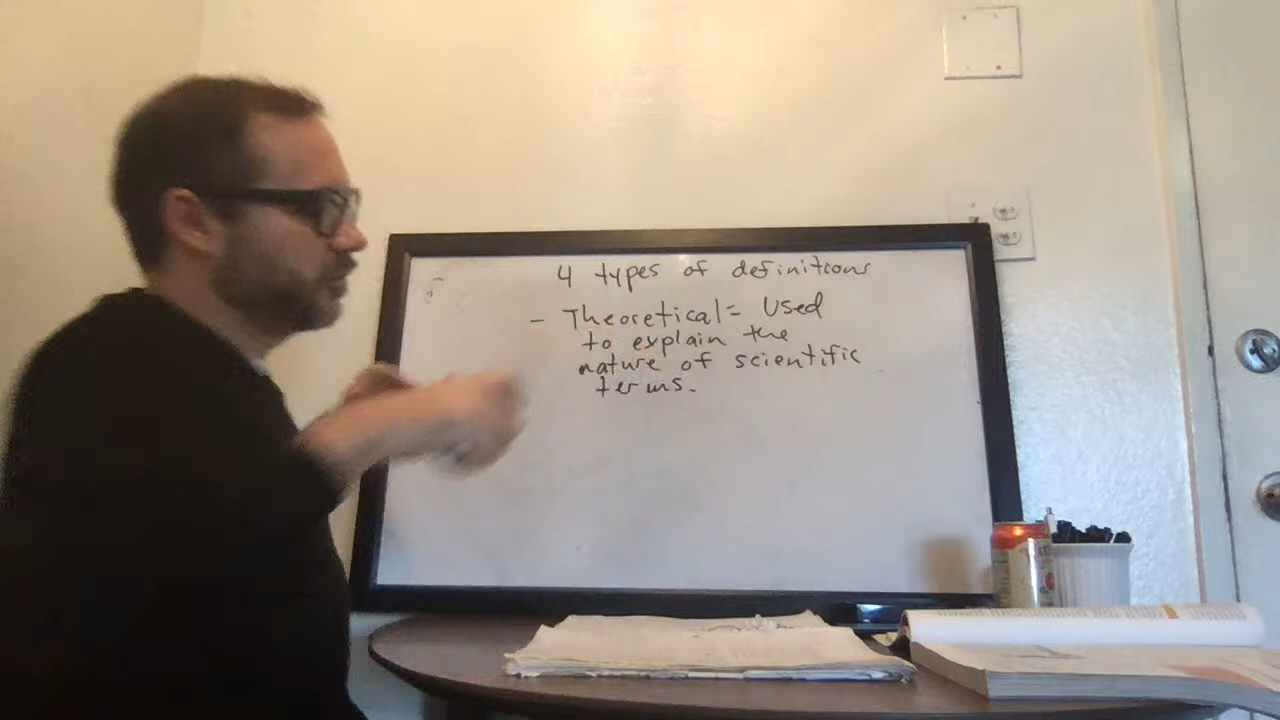 4 types of definitions
- Theoretical = Used
to explain the
nature of scientific
terms.